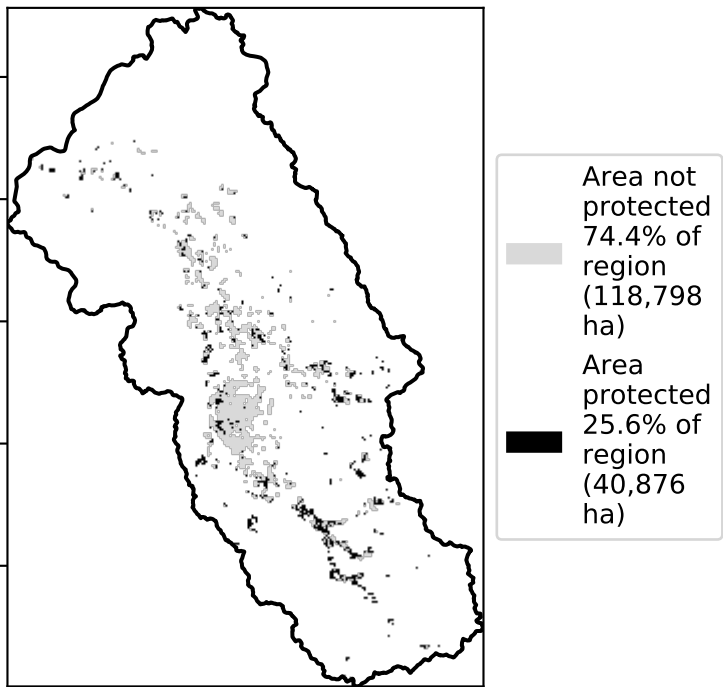 Area not
protected
74.4% of
region
(118,798
ha)
Area
protected
25.6% of
region
(40,876
ha)